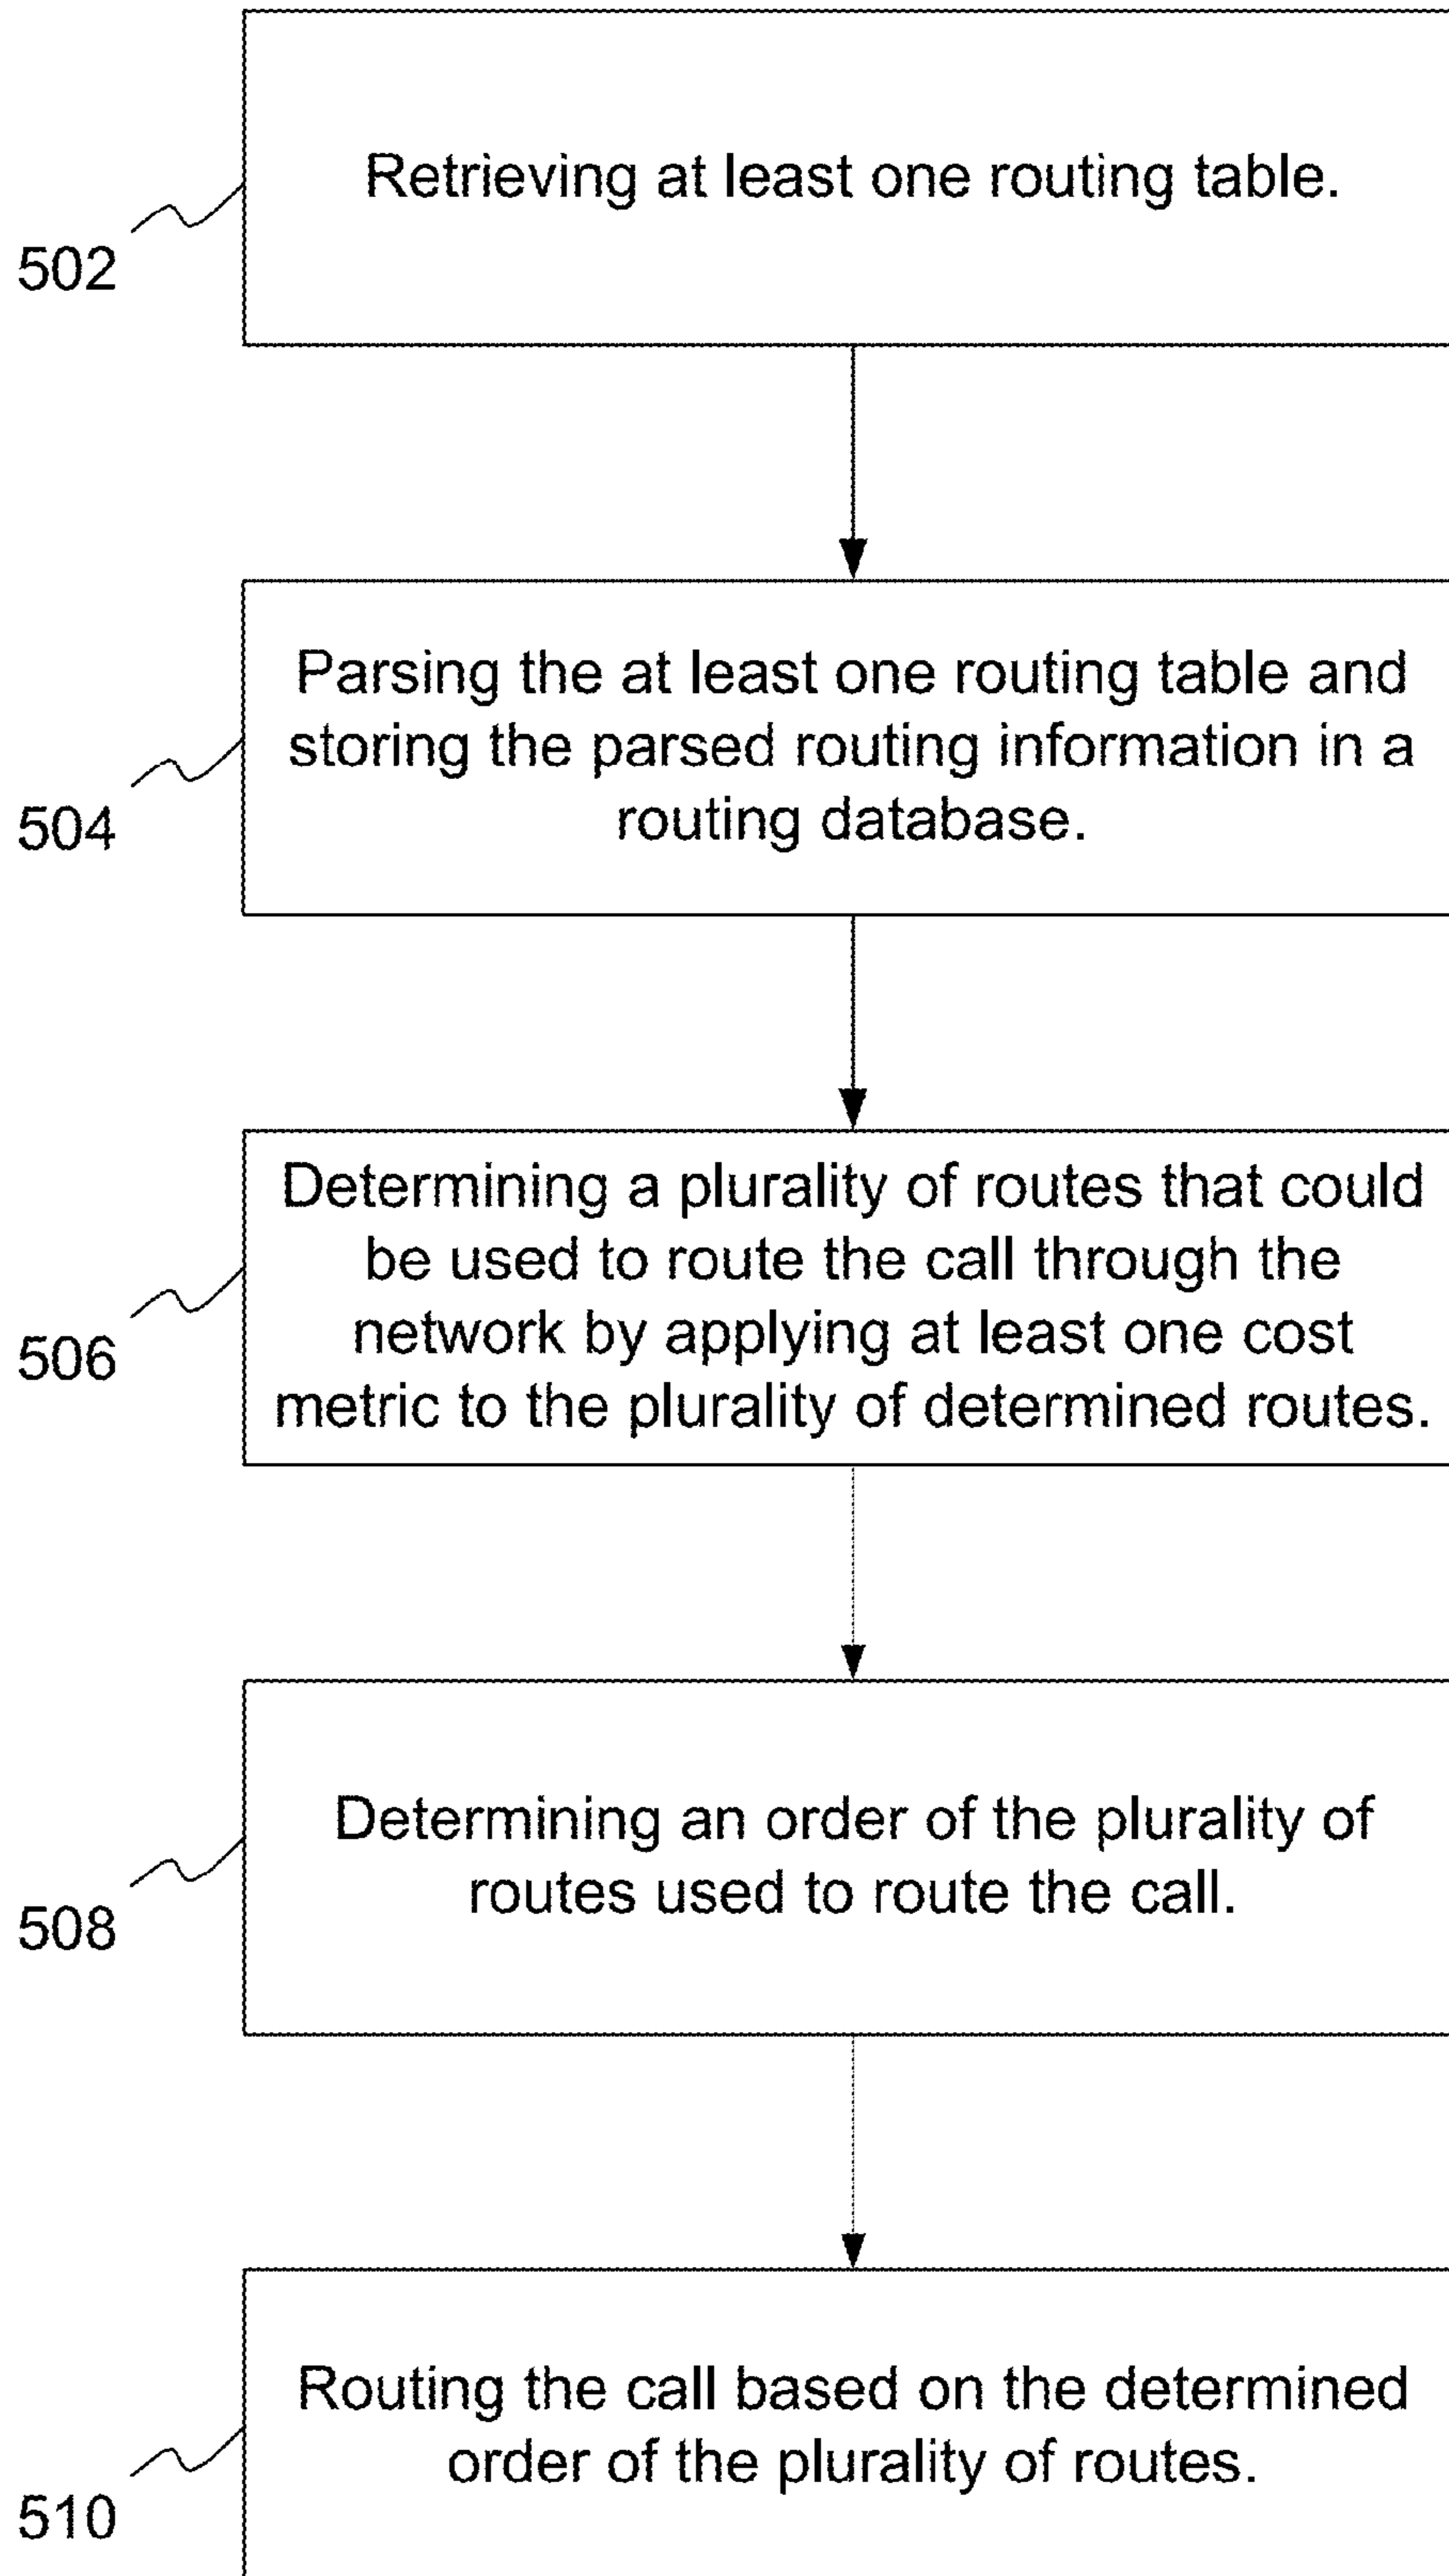 Retrieving at least one routing table.
502
Parsing the at least one routing table and
storing the parsed routing information in a
routing database.
504
Determining a plurality of routes that could
be used to route the call through the
network by applying at least one cost
metric to the plurality of determined routes.
506
Determining an order of the plurality of
routes used to route the call.
508
Routing the call based on the determined
order of the plurality of routes.
510